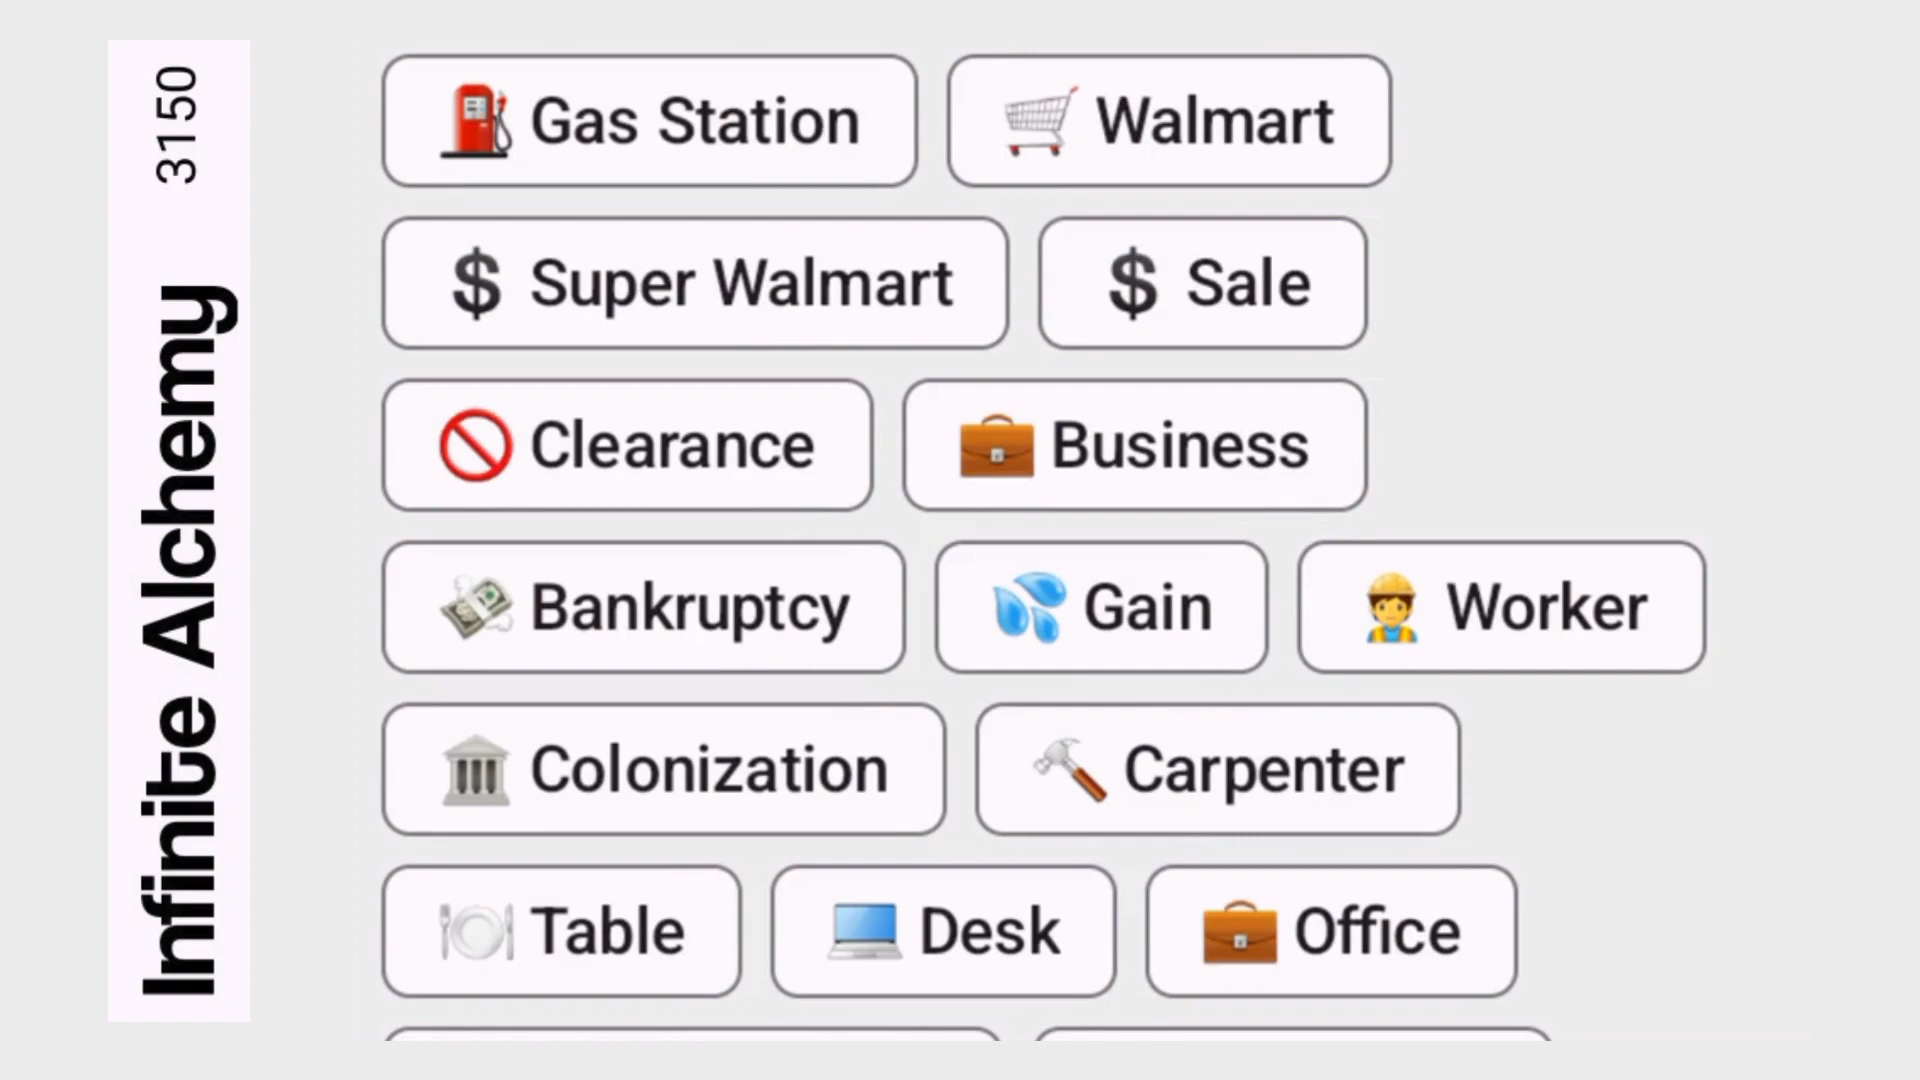 Infinite Alchemy 3150
Gas Station Walmart
Super Walmart Sale
Clearance Business
Bankruptcy Gain Worker
Colonization Carpenter
Table Desk Office